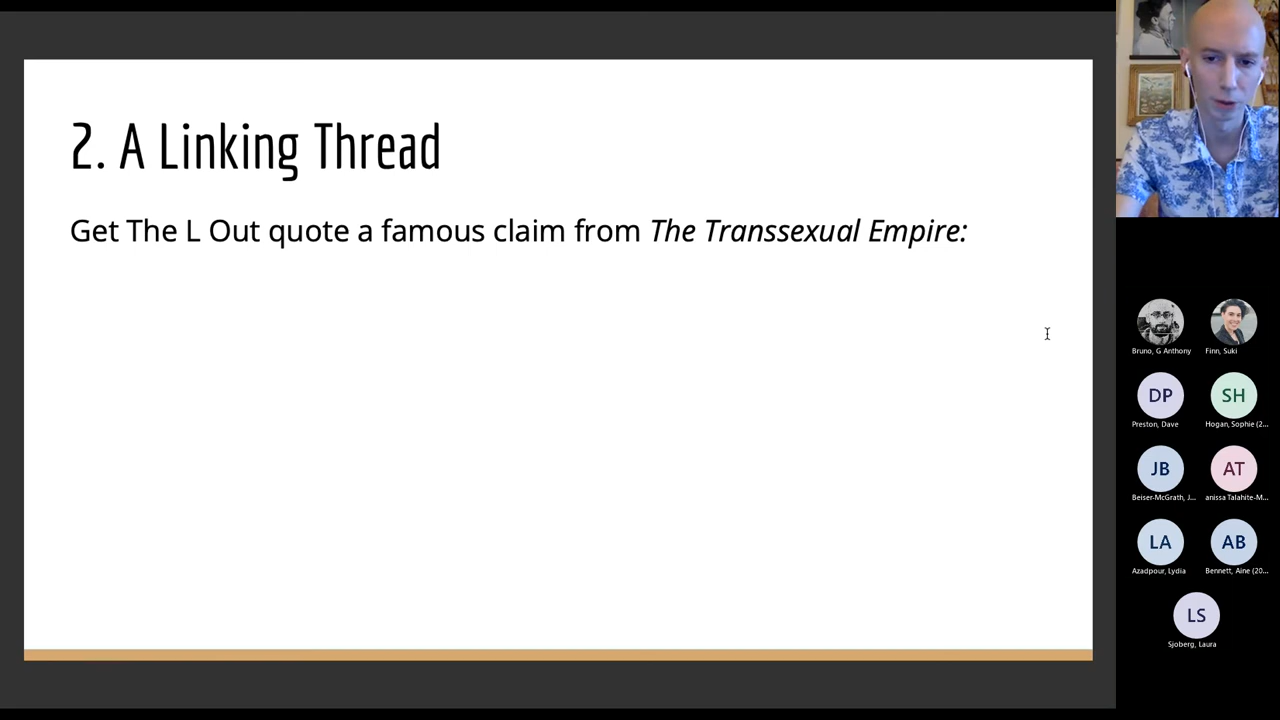 2. A Linking Thread
Get The L Out quote a famous claim from The Transsexual Empire:
Bruno, G Anthony
Finn, Suki
DP
Preston, Dave
SH
Hogan, Sophie (2...
JB
Beiser-McGrath, J...
AT
anissa Talahite-M...
LA
Azadpour, Lydia
AB
Bennett, Aine (20...
LS
Sjoberg, Laura